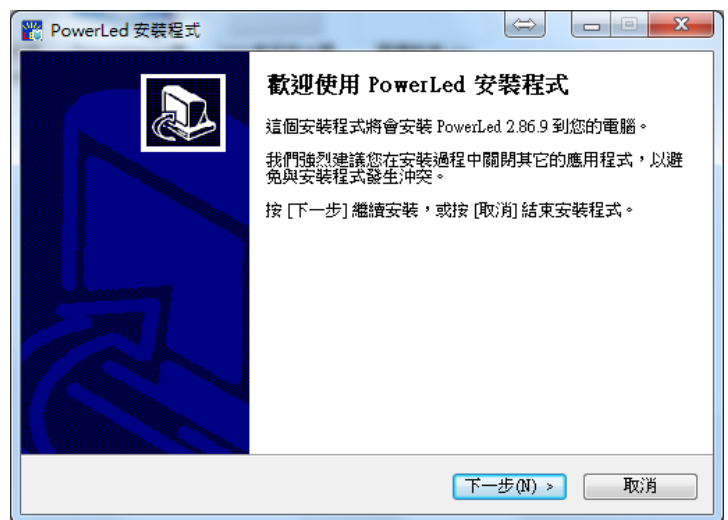 PowerLed 安裝程式
歡迎使用 PowerLed 安裝程式
這個安裝程式將會安裝 PowerLed 2.86.9 到您的電腦。
我們強烈建議您在安裝過程中關閉其它的應用程式，以避
免與安裝程式發生沖突。
按 [下一步] 繼續安裝，或按 [取消] 結束安裝程式。
下一步(N) >
取消